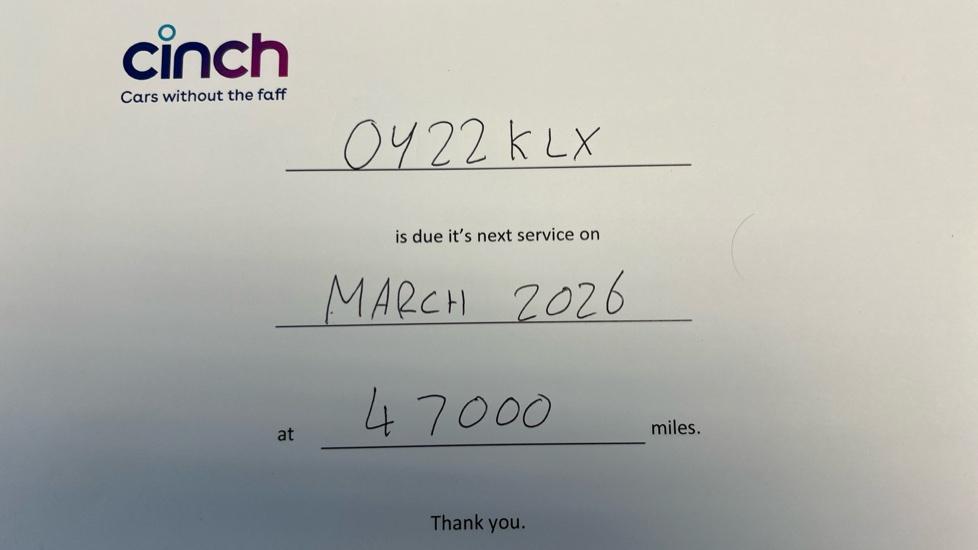 cinch
Cars without the faff
OY22 KLX
is due it's next service on
MARCH 2026
at 47000 miles.
Thank you.